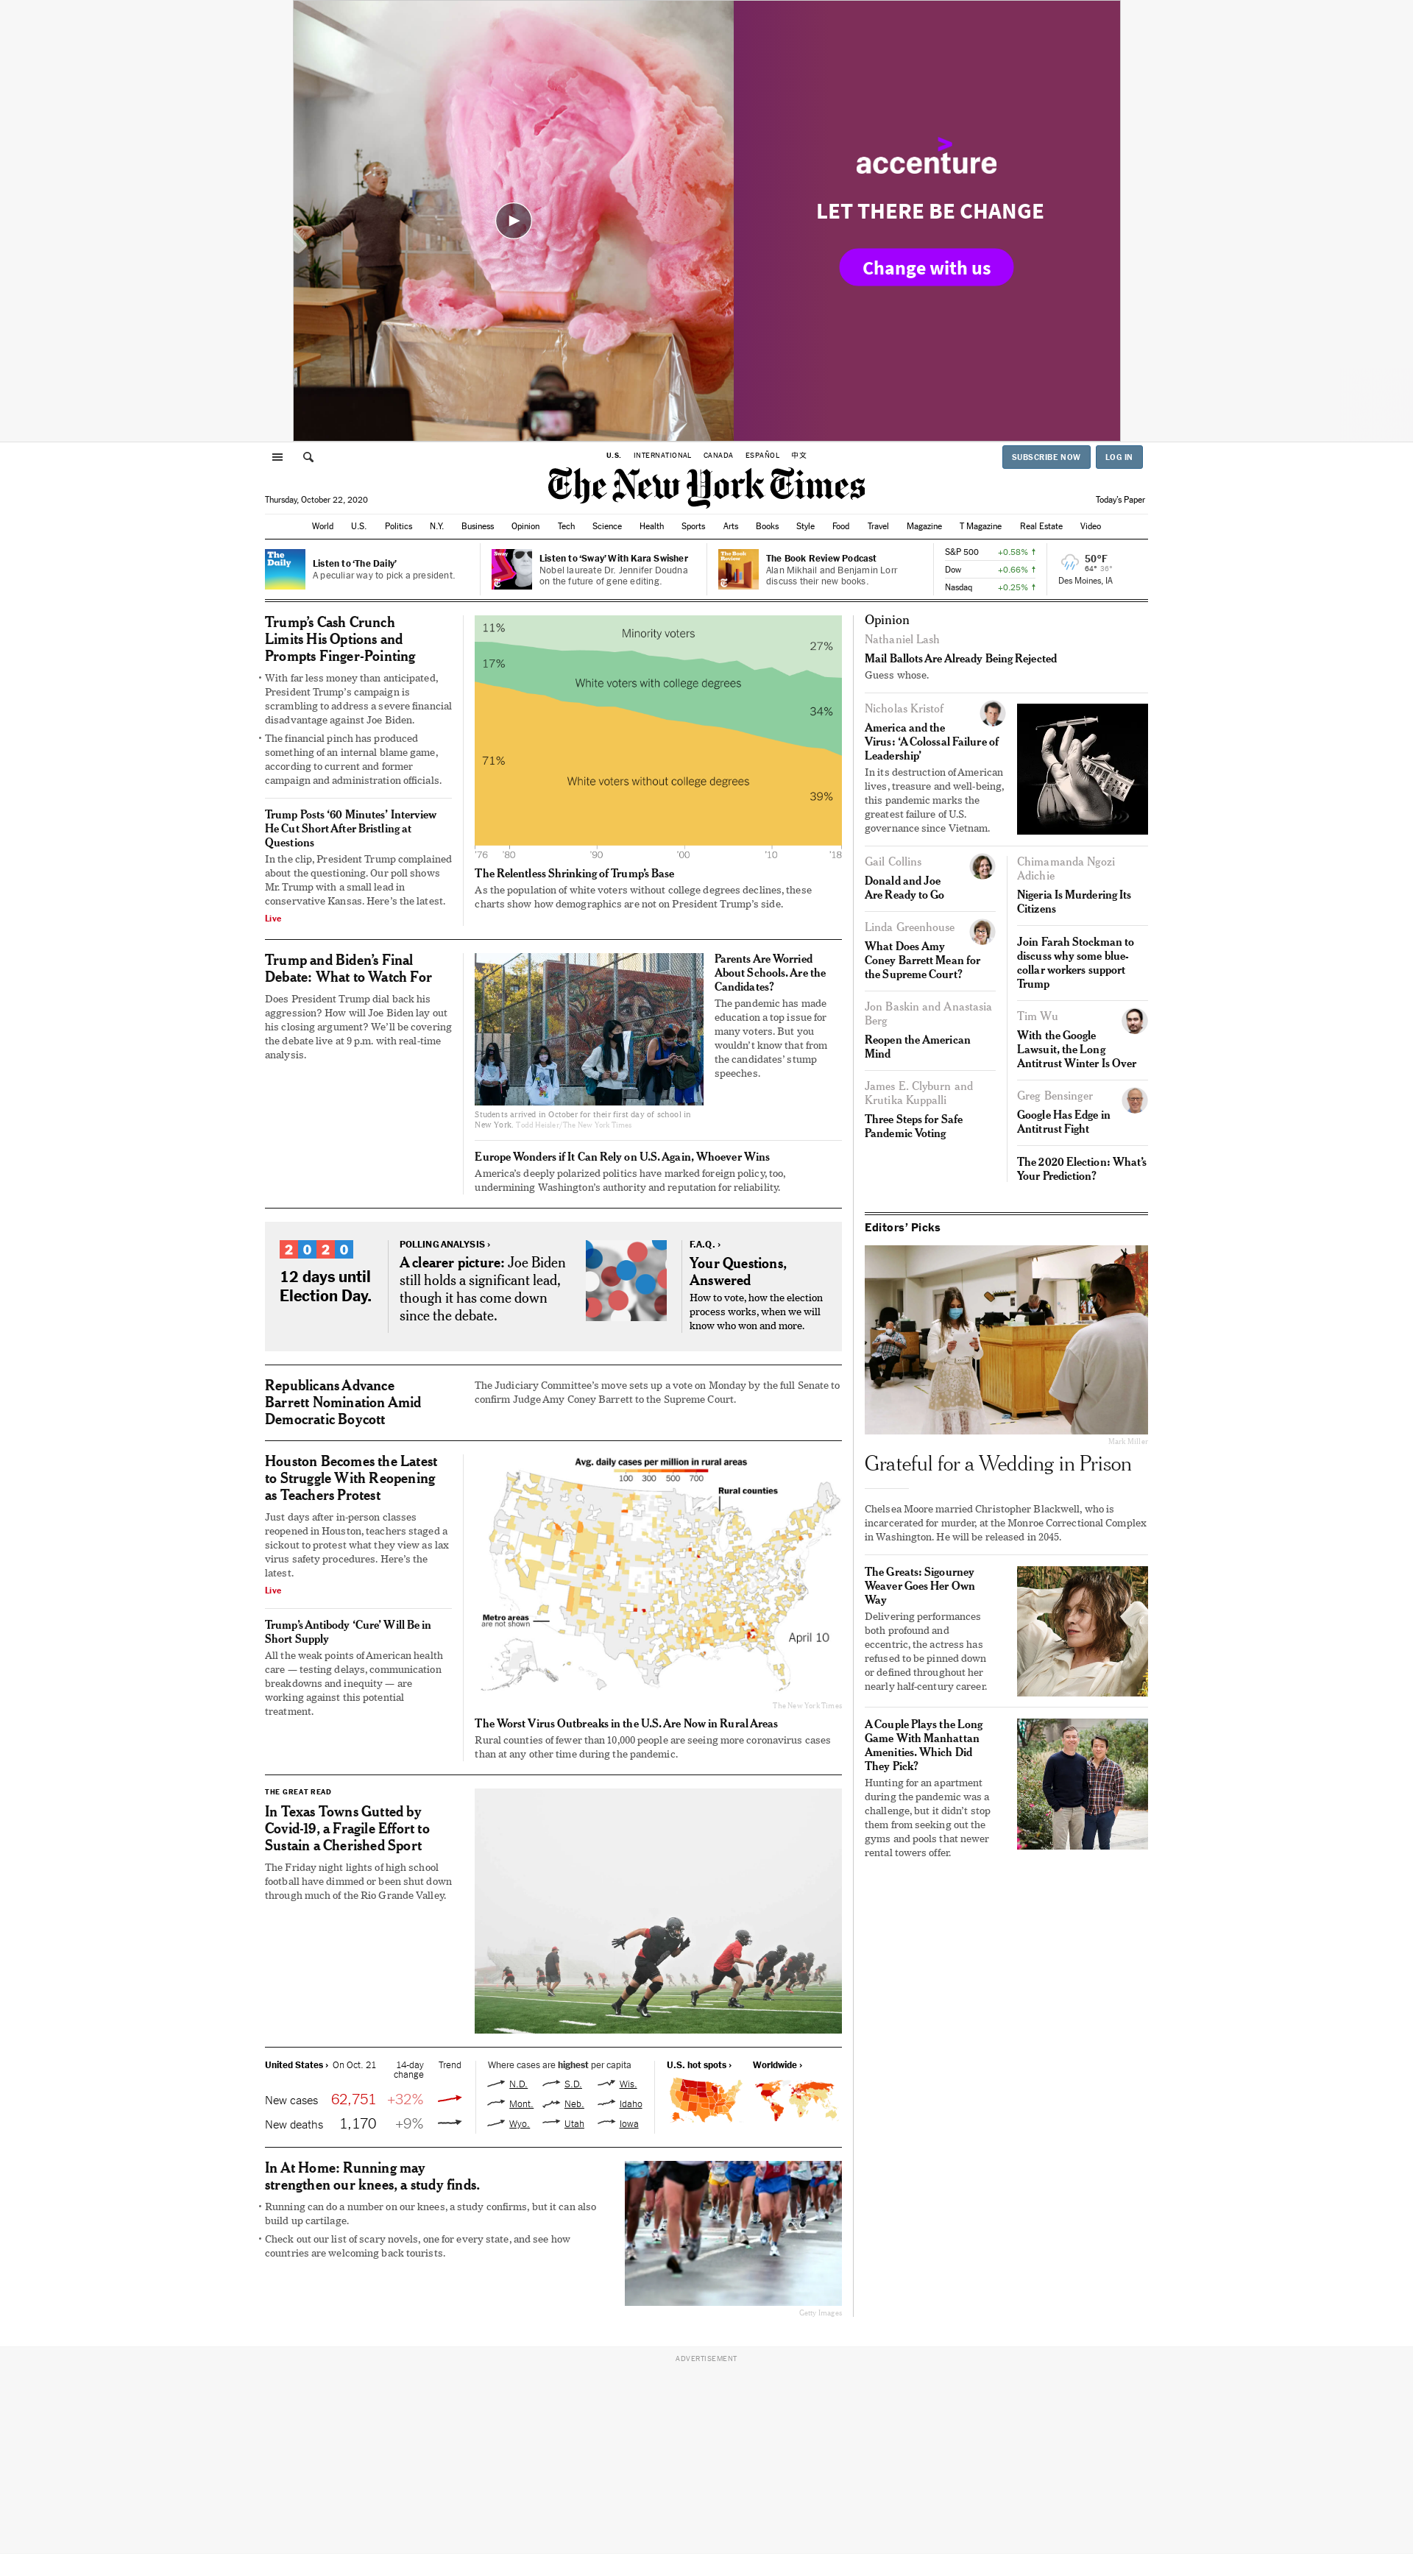 accenture
LET THERE BE CHANGE
Change with us
U.S. INTERNATIONAL CANADA ESPAÑOL 中文
SUBSCRIBE NOW LOG IN
The New York Times
Thursday, October 22, 2020
Today's Paper
World U.S. Politics N.Y. Business Opinion Tech Science Health Sports Arts Books Style Food Travel Magazine T Magazine Real Estate Video
The
Daily
Listen to ‘The Daily’
A peculiar way to pick a president.
Sway
Listen to ‘Sway’ With Kara Swisher
Nobel laureate Dr. Jennifer Doudna
on the future of gene editing.
The Book
Review
The Book Review Podcast
Alan Mikhail and Benjamin Lorr
discuss their new books.
S&P 500 +0.58% ↑
Dow +0.66% ↑
Nasdaq +0.25% ↑
50°F
64° 36°
Des Moines, IA
Trump’s Cash Crunch
Limits His Options and
Prompts Finger-Pointing
• With far less money than anticipated,
President Trump’s campaign is
scrambling to address a severe financial
disadvantage against Joe Biden.
• The financial pinch has produced
something of an internal blame game,
according to current and former
campaign and administration officials.
Trump Posts ‘60 Minutes’ Interview
He Cut Short After Bristling at
Questions
In the clip, President Trump complained
about the questioning. Our poll shows
Mr. Trump with a small lead in
conservative Kansas. Here’s the latest.
Live
11%
Minority voters
27%
17%
White voters with college degrees
34%
71%
White voters without college degrees
39%
’76 ’80 ’90 ’00 ’10 ’18
The Relentless Shrinking of Trump’s Base
As the population of white voters without college degrees declines, these
charts show how demographics are not on President Trump’s side.
Trump and Biden’s Final
Debate: What to Watch For
Does President Trump dial back his
aggression? How will Joe Biden lay out
his closing argument? We’ll be covering
the debate live at 9 p.m. with real-time
analysis.
Students arrived in October for their first day of school in
New York. Todd Heisler/The New York Times
Parents Are Worried
About Schools. Are the
Candidates?
The pandemic has made
education a top issue for
many voters. But you
wouldn’t know that from
the candidates’ stump
speeches.
Europe Wonders if It Can Rely on U.S. Again, Whoever Wins
America’s deeply polarized politics have marked foreign policy, too,
undermining Washington’s authority and reputation for reliability.
2020
12 days until
Election Day.
POLLING ANALYSIS ›
A clearer picture: Joe Biden
still holds a significant lead,
though it has come down
since the debate.
F.A.Q. ›
Your Questions,
Answered
How to vote, how the election
process works, when we will
know who won and more.
Republicans Advance
Barrett Nomination Amid
Democratic Boycott
The Judiciary Committee’s move sets up a vote on Monday by the full Senate to
confirm Judge Amy Coney Barrett to the Supreme Court.
Houston Becomes the Latest
to Struggle With Reopening
as Teachers Protest
Just days after in-person classes
reopened in Houston, teachers staged a
sickout to protest what they view as lax
virus safety procedures. Here’s the
latest.
Live
Trump’s Antibody ‘Cure’ Will Be in
Short Supply
All the weak points of American health
care — testing delays, communication
breakdowns and inequity — are
working against this potential
treatment.
Avg. daily cases per million in rural areas
100 300 500 700
Rural counties
Metro areas
are not shown
April 10
The New York Times
The Worst Virus Outbreaks in the U.S. Are Now in Rural Areas
Rural counties of fewer than 10,000 people are seeing more coronavirus cases
than at any other time during the pandemic.
THE GREAT READ
In Texas Towns Gutted by
Covid-19, a Fragile Effort to
Sustain a Cherished Sport
The Friday night lights of high school
football have dimmed or been shut down
through much of the Rio Grande Valley.
United States › On Oct. 21 14-day Trend
change
New cases 62,751 +32%
New deaths 1,170 +9%
Where cases are highest per capita
N.D. S.D. Wis.
Mont. Neb. Idaho
Wyo. Utah Iowa
U.S. hot spots › Worldwide ›
In At Home: Running may
strengthen our knees, a study finds.
• Running can do a number on our knees, a study confirms, but it can also
build up cartilage.
• Check out our list of scary novels, one for every state, and see how
countries are welcoming back tourists.
Getty Images
Opinion
Nathaniel Lash
Mail Ballots Are Already Being Rejected
Guess whose.
Nicholas Kristof
America and the
Virus: ‘A Colossal Failure of
Leadership’
In its destruction of American
lives, treasure and well-being,
this pandemic marks the
greatest failure of U.S.
governance since Vietnam.
Gail Collins
Donald and Joe
Are Ready to Go
Linda Greenhouse
What Does Amy
Coney Barrett Mean for
the Supreme Court?
Jon Baskin and Anastasia
Berg
Reopen the American
Mind
James E. Clyburn and
Krutika Kuppalli
Three Steps for Safe
Pandemic Voting
Chimamanda Ngozi
Adichie
Nigeria Is Murdering Its
Citizens
Join Farah Stockman to
discuss why some blue-
collar workers support
Trump
Tim Wu
With the Google
Lawsuit, the Long
Antitrust Winter Is Over
Greg Bensinger
Google Has Edge in
Antitrust Fight
The 2020 Election: What’s
Your Prediction?
Editors’ Picks
Mark Miller
Grateful for a Wedding in Prison
Chelsea Moore married Christopher Blackwell, who is
incarcerated for murder, at the Monroe Correctional Complex
in Washington. He will be released in 2045.
The Greats: Sigourney
Weaver Goes Her Own
Way
Delivering performances
both profound and
eccentric, the actress has
refused to be pinned down
or defined throughout her
nearly half-century career.
A Couple Plays the Long
Game With Manhattan
Amenities. Which Did
They Pick?
Hunting for an apartment
during the pandemic was a
challenge, but it didn’t stop
them from seeking out the
gyms and pools that newer
rental towers offer.
ADVERTISEMENT